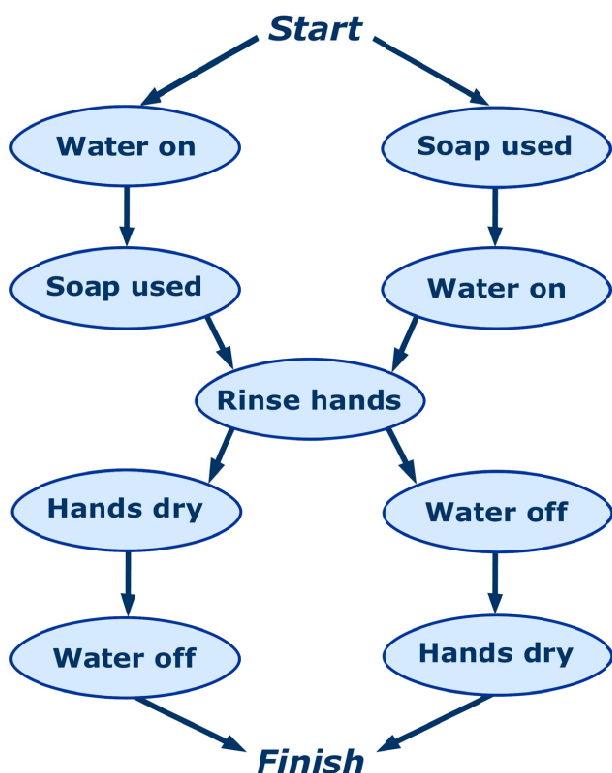 Start
Water on
Soap used
Soap used
Water on
Rinse hands
Hands dry
Water off
Water off
Hands dry
Finish